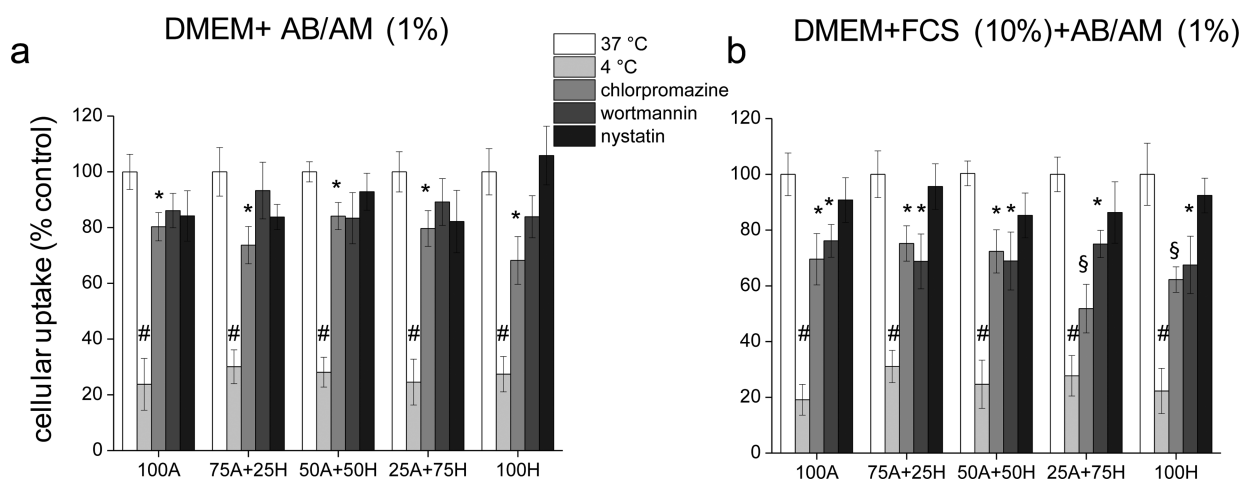 DMEM+ AB/AM (1%)
DMEM+FCS (10%)+AB/AM (1%)
a
b
37 °C
4 °C
chlorpromazine
wortmannin
nystatin
cellular uptake (% control)
120
100
80
60
40
20
0
* * * * *
# # # # #
100A 75A+25H 50A+50H 25A+75H 100H
120
100
80
60
40
20
0
* * * * * * * *
§ §
# # # # #
100A 75A+25H 50A+50H 25A+75H 100H